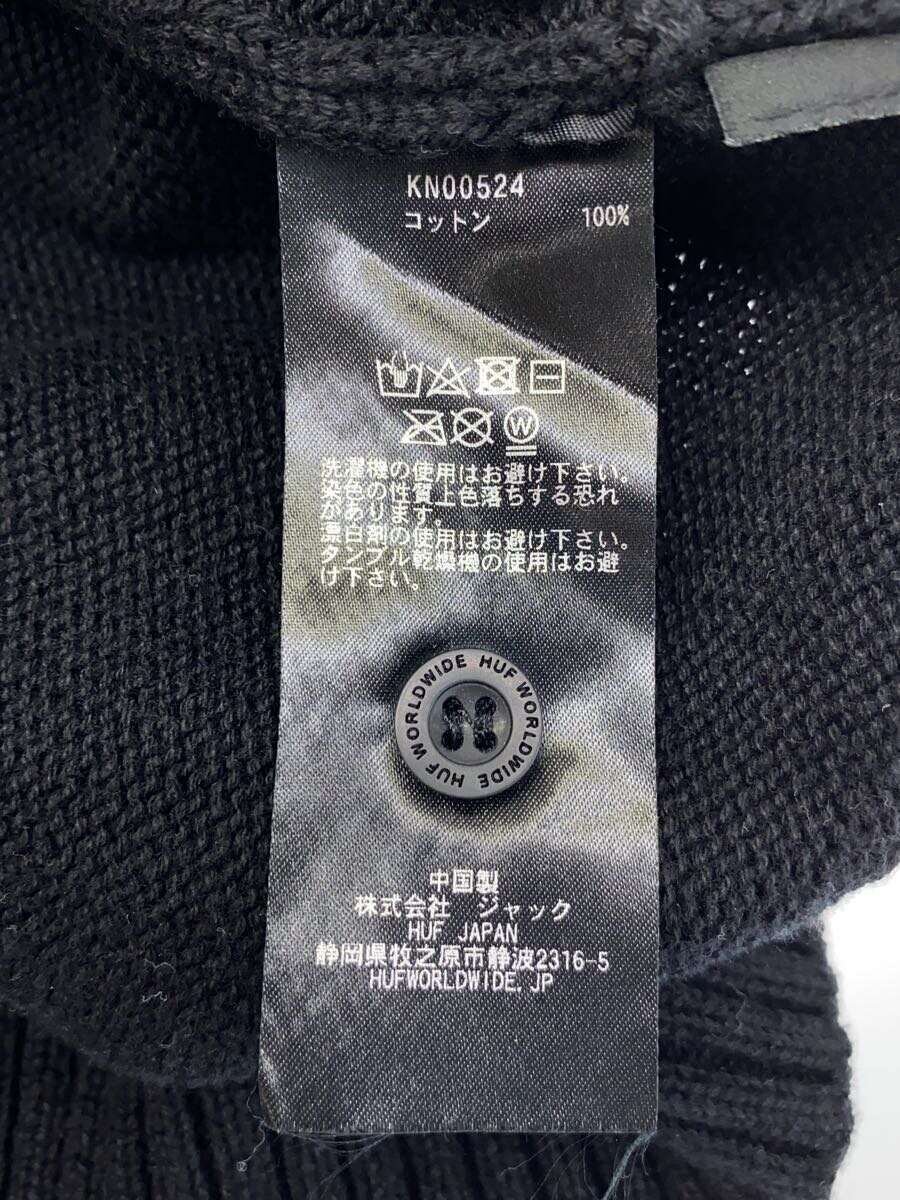 KN00524
コットン 100%
W
洗濯機の使用はお避け下さい。
染色の性質上色落ちする恐れ
があります。
漂白剤の使用はお避け下さい。
タンブル乾燥機の使用はお避
け下さい。
HUF WORLDWIDE HUF WORLDWIDE
中国製
株式会社 ジャック
HUF JAPAN
静岡県牧之原市静波2316-5
HUFWORLDWIDE.JP